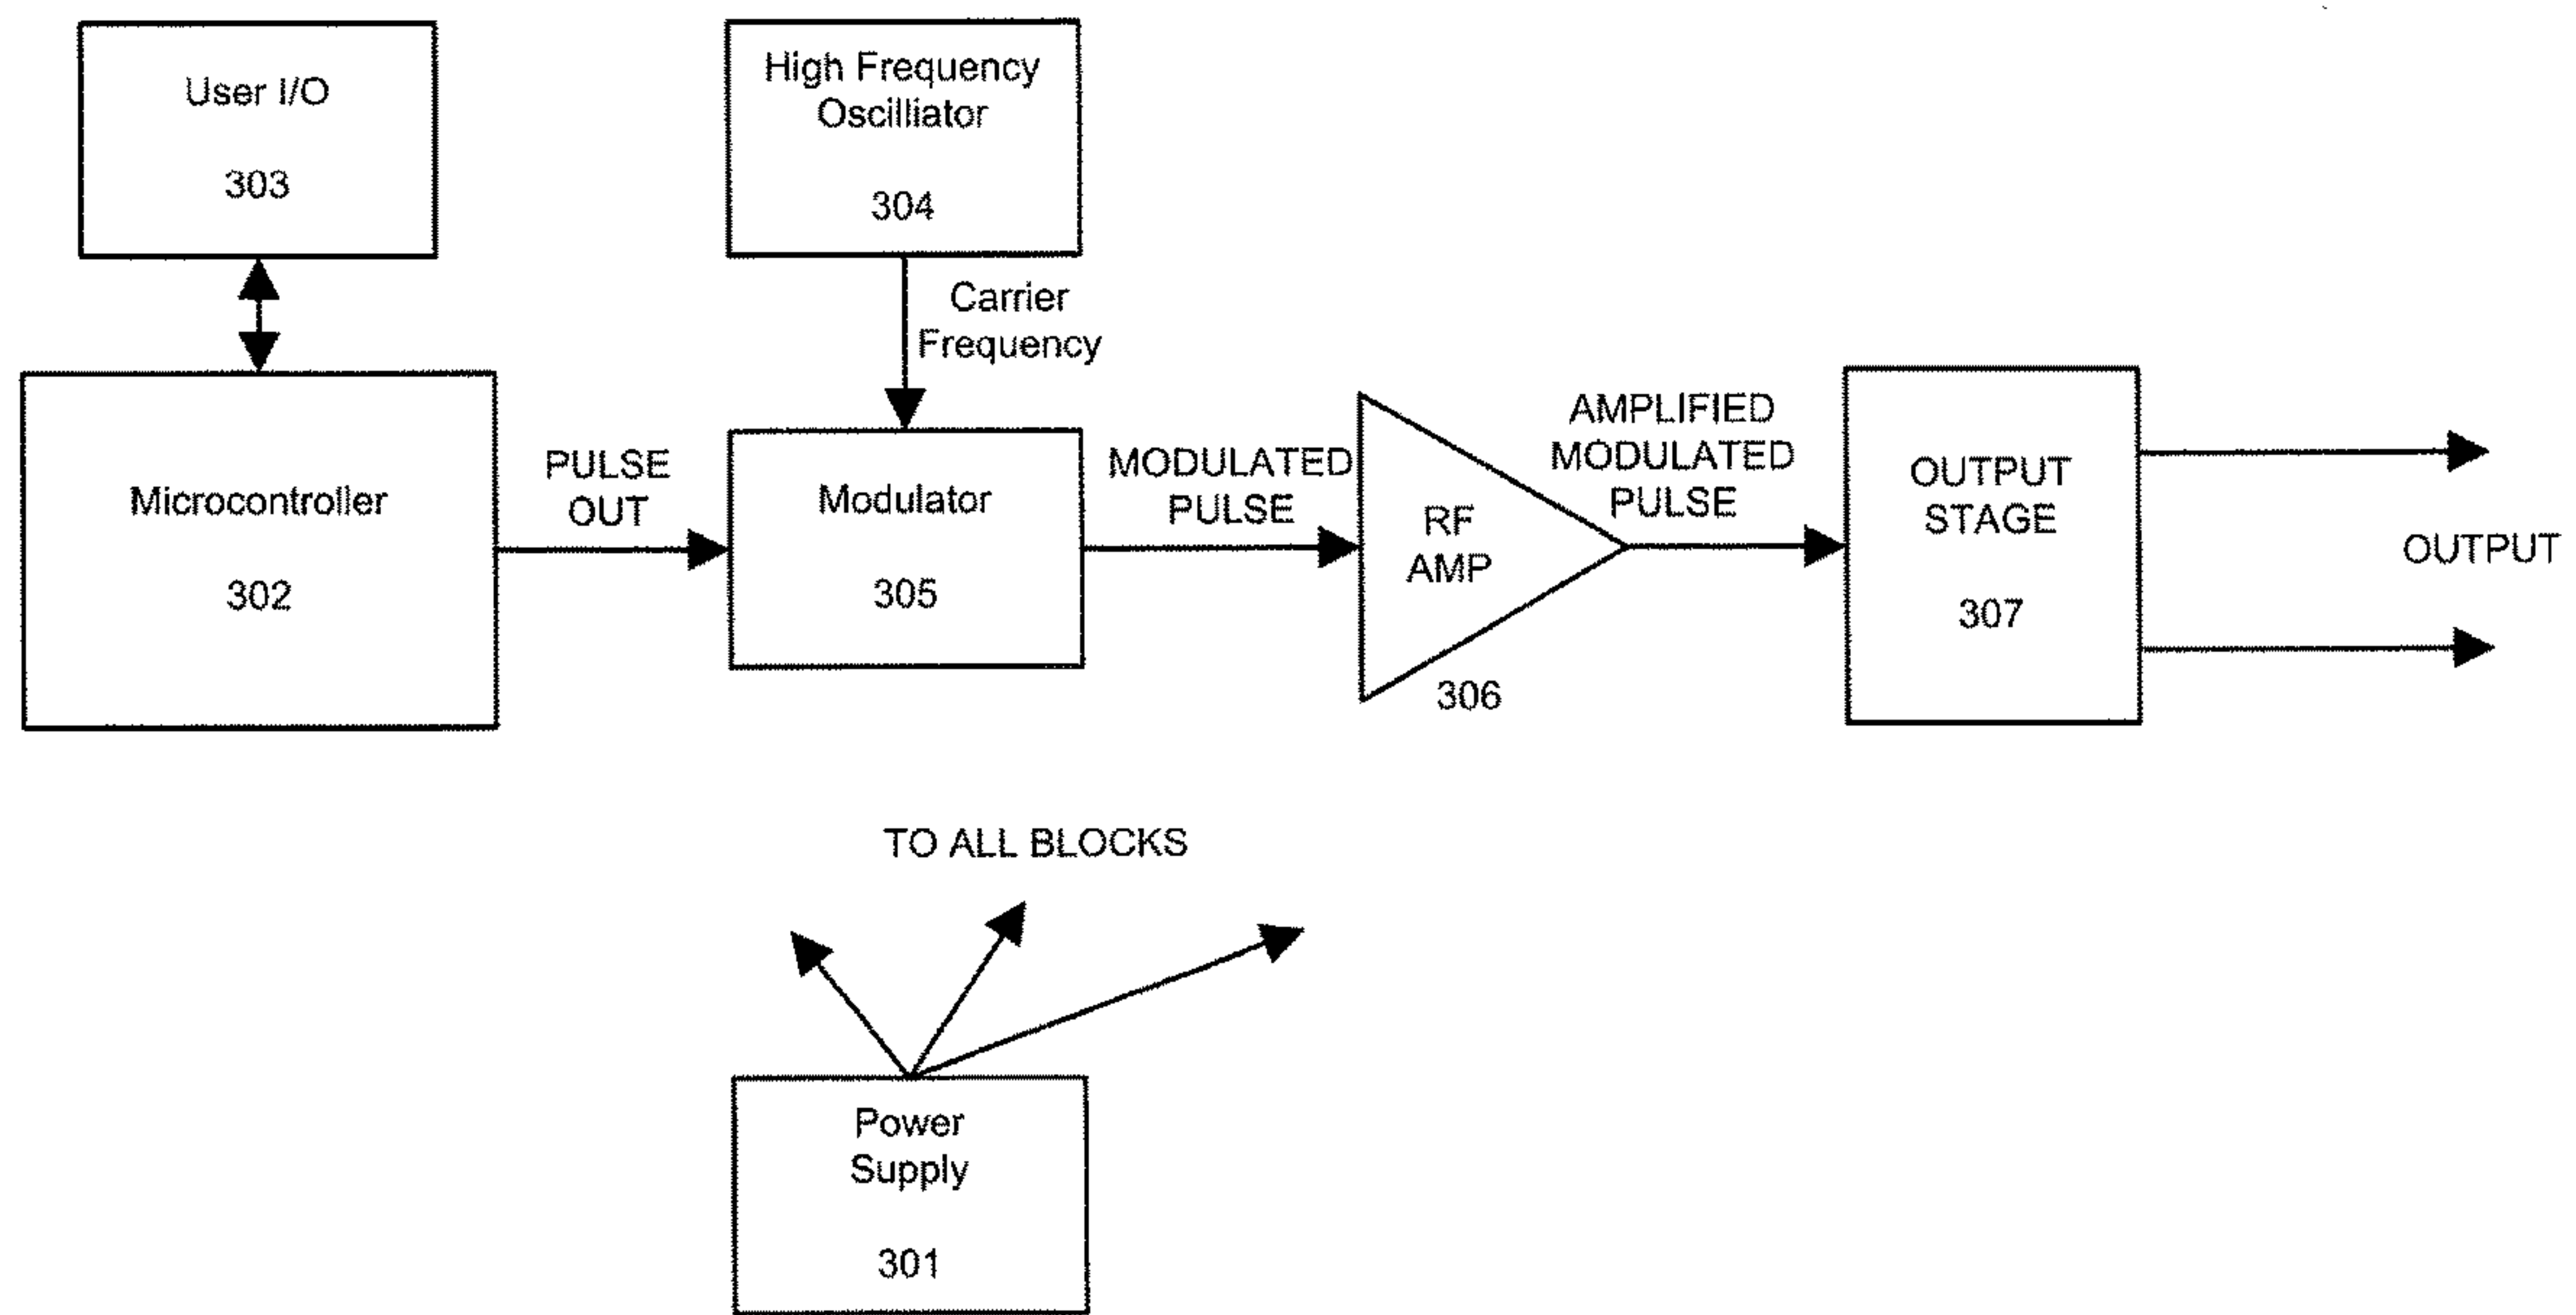 User I/O
303
High Frequency
Oscilliator
304
Carrier
Frequency
Microcontroller
302
PULSE
OUT
Modulator
305
MODULATED
PULSE
RF
AMP
306
AMPLIFIED
MODULATED
PULSE
OUTPUT
STAGE
307
OUTPUT
TO ALL BLOCKS
Power
Supply
301